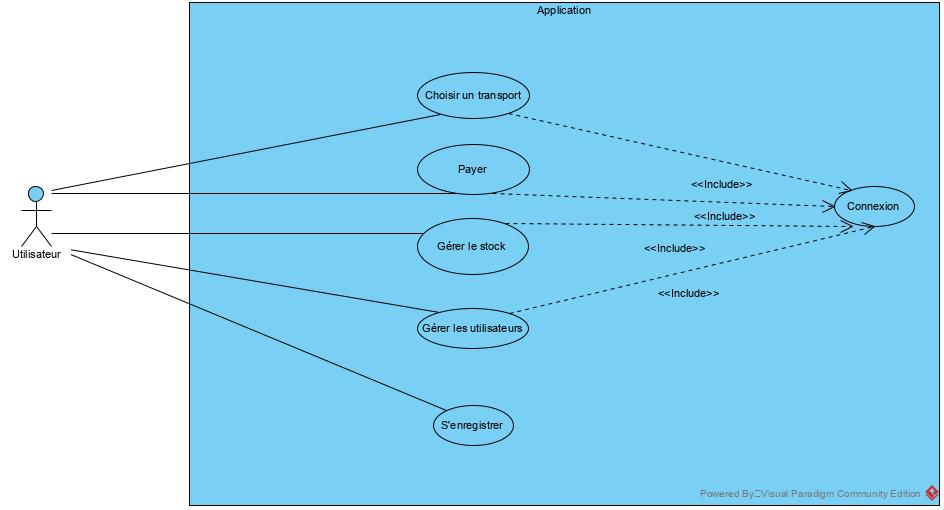 Application
Choisir un transport
Payer
<<Include>>
Connexion
<<Include>>
Gérer le stock
<<Include>>
Utilisateur
<<Include>>
Gérer les utilisateurs
S'enregistrer
Powered By Visual Paradigm Community Edition